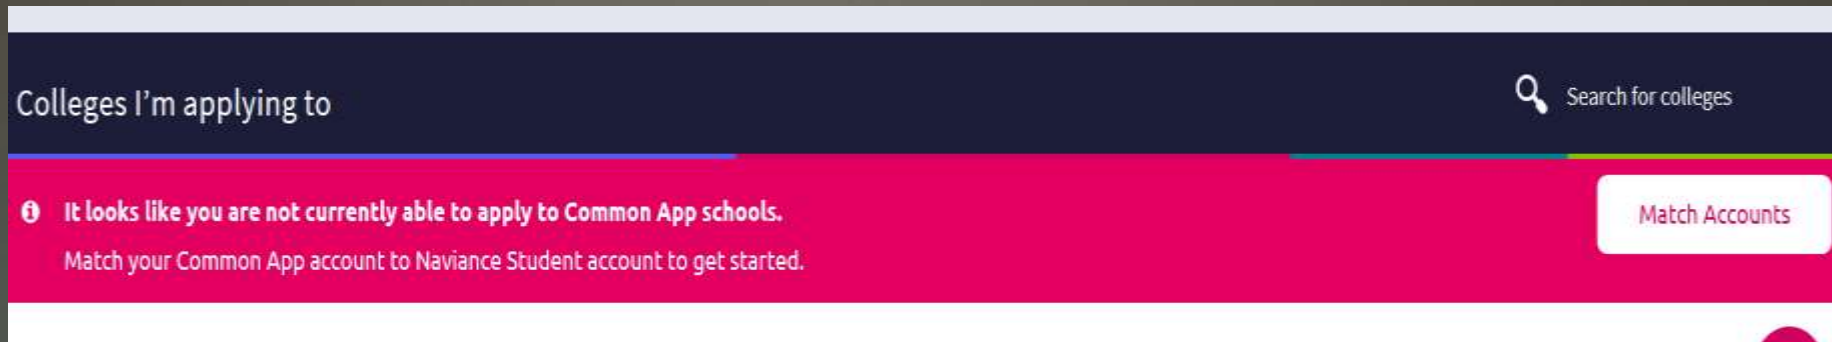 Colleges I'm applying to
Search for colleges
It looks like you are not currently able to apply to Common App schools.
Match Accounts
Match your Common App account to Naviance Student account to get started.